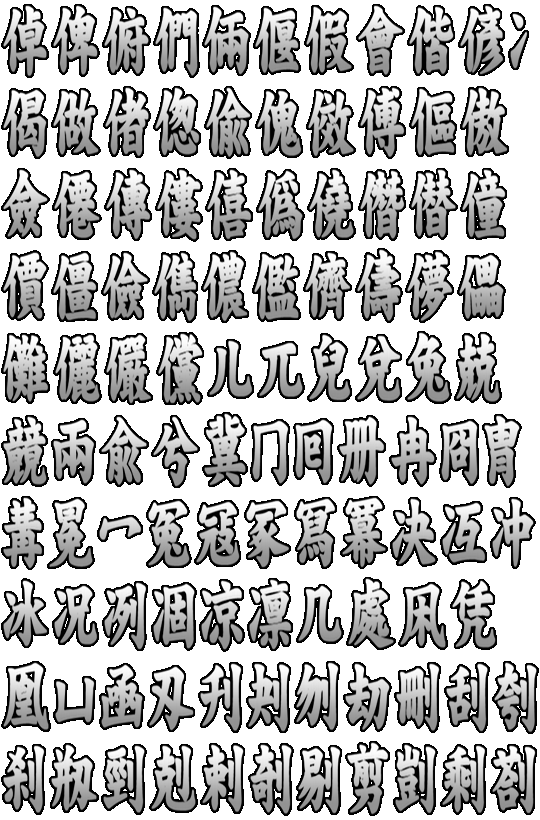 倬俾俯們倆偃假會偕偐冫
偈做偖偬偸傀傚傅傴傲
僉僊傳僂僖僞僥僭僣僮
價僵儉儁儂儖儕儔儚儡
儺儷儼儻儿兀兒兌兔兢
竸兩兪兮冀冂囘册冉冏冑
冓冕冖冤冦冢冩冪决冱冲
冰况冽凅凉凛几處凩凭
凰凵凾刄刋刔刎刧刪刮刳
刹剏剄剋剌剞剔剪剴剩剳